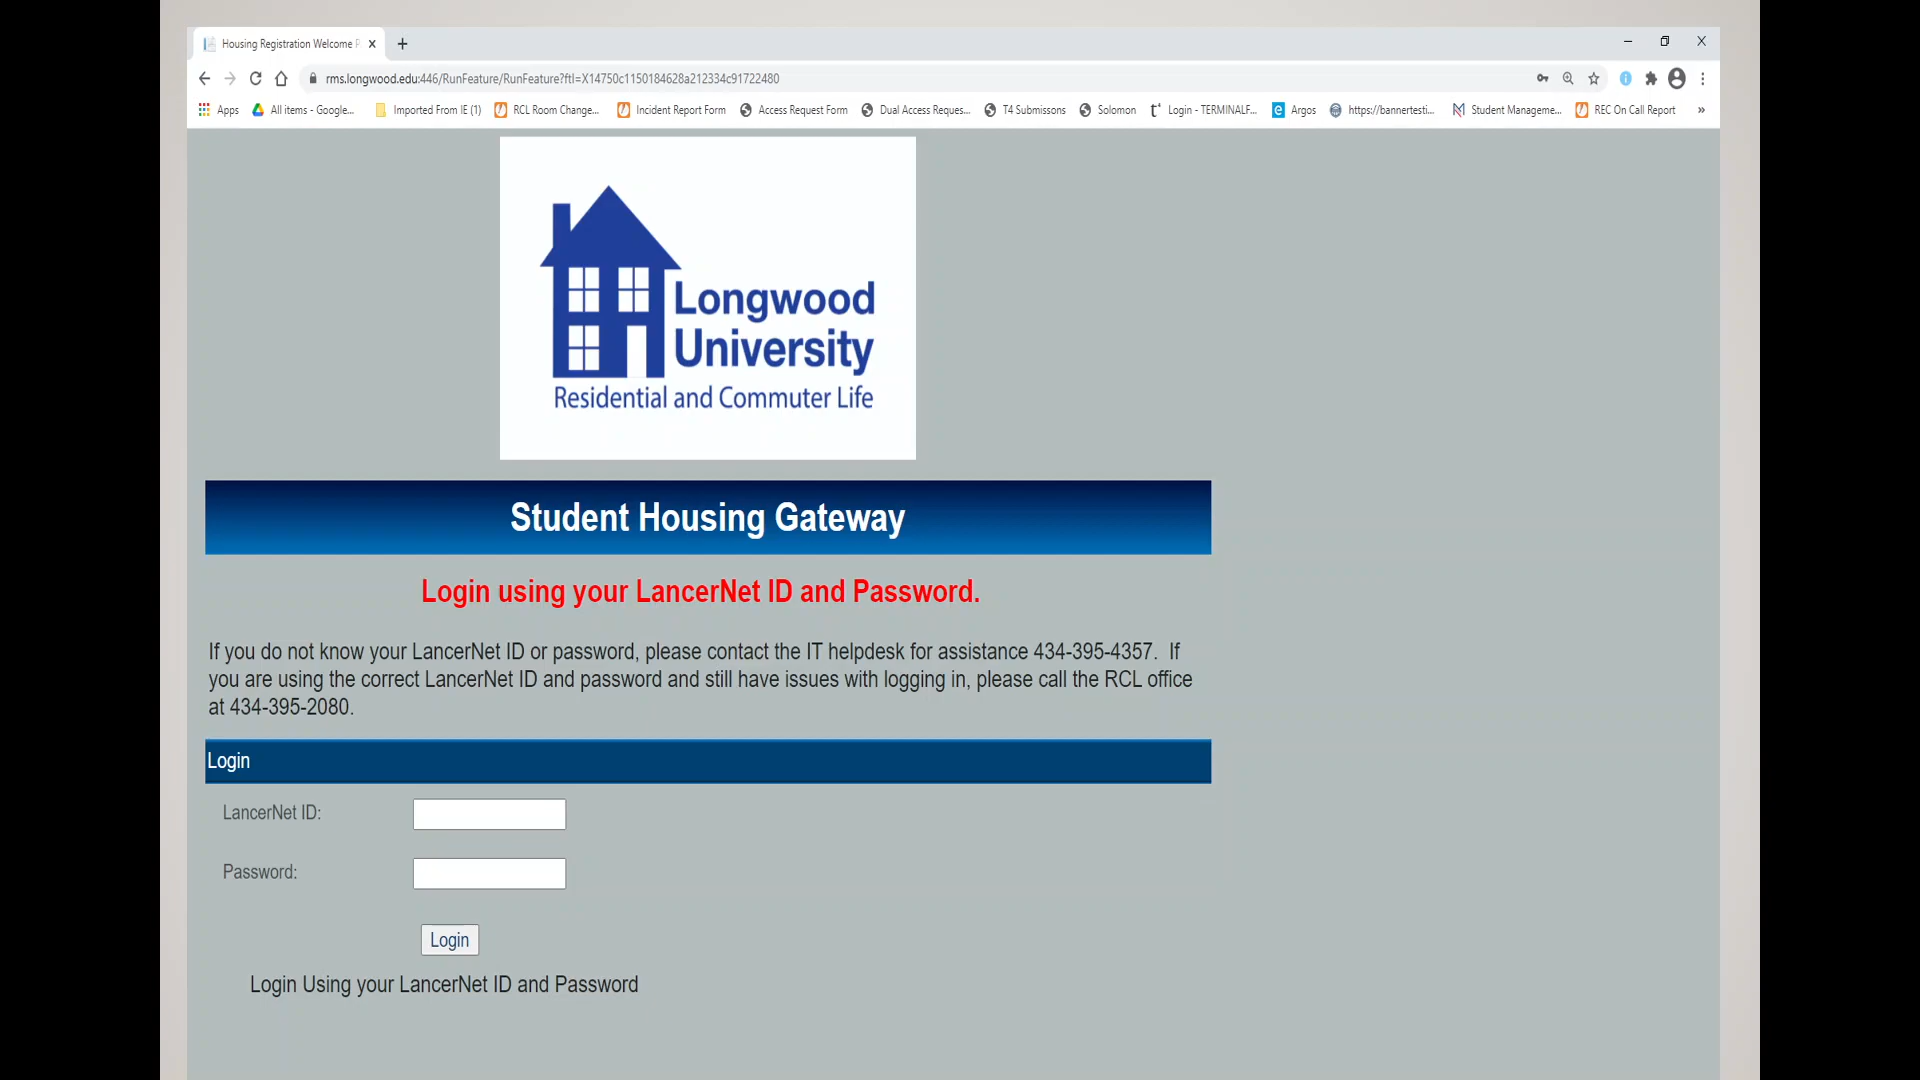 Housing Registration Welcome P
rms.longwood.edu:446/RunFeature/RunFeature?ftl=X14750c1150184628a212334c91722480
Apps All items - Google... Imported From IE (1) RCL Room Change... Incident Report Form Access Request Form Dual Access Reques... T4 Submissons Solomon Login - TERMINALF... Argos https://bannertesti... Student Manageme... REC On Call Report »
Longwood
University
Residential and Commuter Life
Student Housing Gateway
Login using your LancerNet ID and Password.
If you do not know your LancerNet ID or password, please contact the IT helpdesk for assistance 434-395-4357.  If
you are using the correct LancerNet ID and password and still have issues with logging in, please call the RCL office
at 434-395-2080.
Login
LancerNet ID:
Password:
Login
Login Using your LancerNet ID and Password